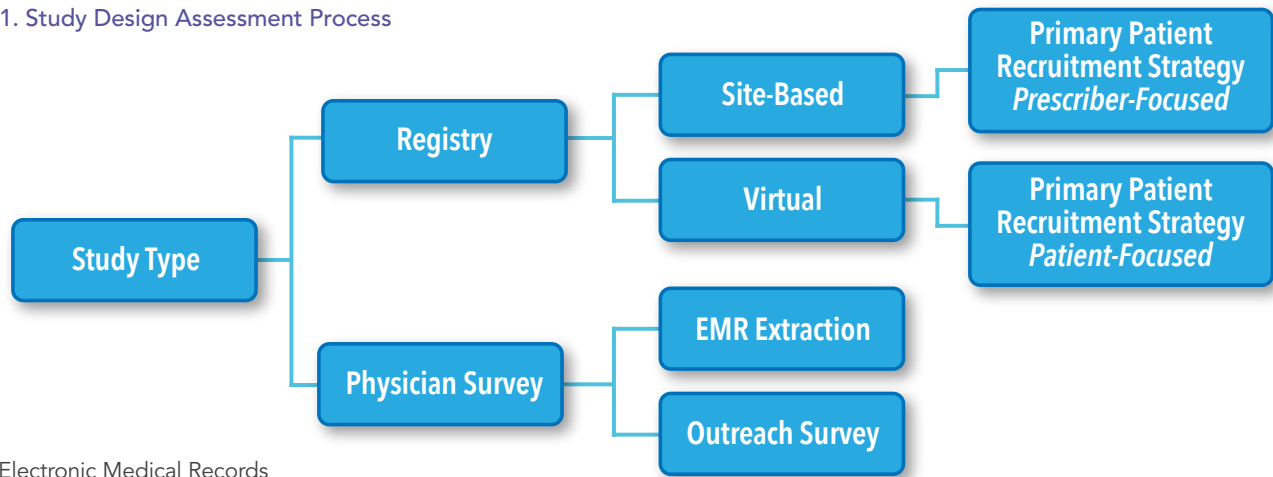 1. Study Design Assessment Process
Study Type
Registry
Physician Survey
Site-Based
Virtual
EMR Extraction
Outreach Survey
Primary Patient
Recruitment Strategy
Prescriber-Focused
Primary Patient
Recruitment Strategy
Patient-Focused
Electronic Medical Records